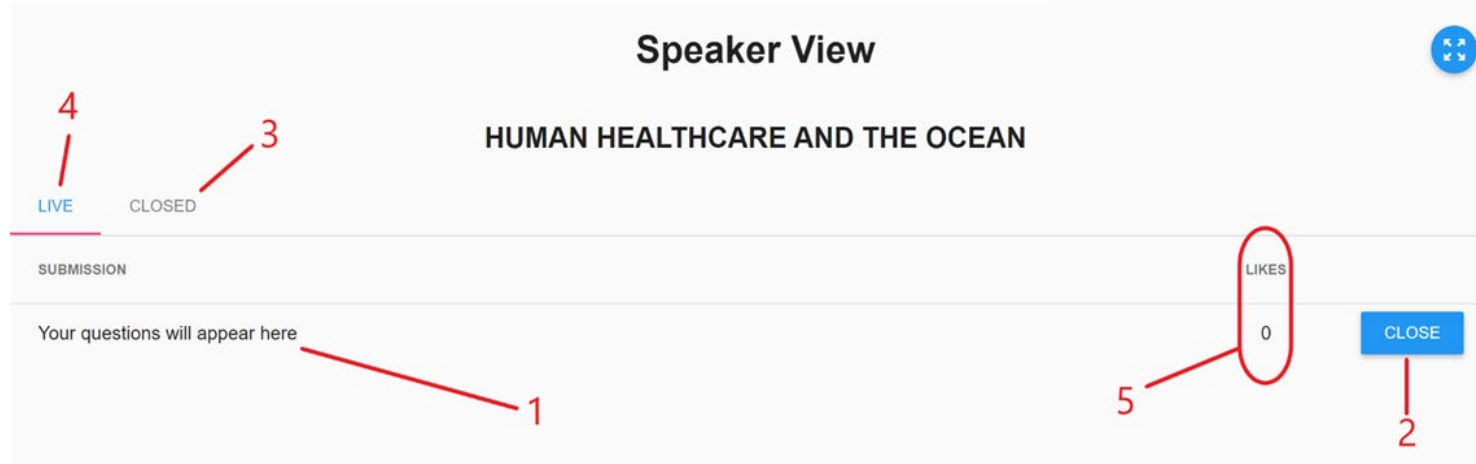 Speaker View
4
3
HUMAN HEALTHCARE AND THE OCEAN
LIVE CLOSED
SUBMISSION LIKES
Your questions will appear here 0 CLOSE
1
5
2